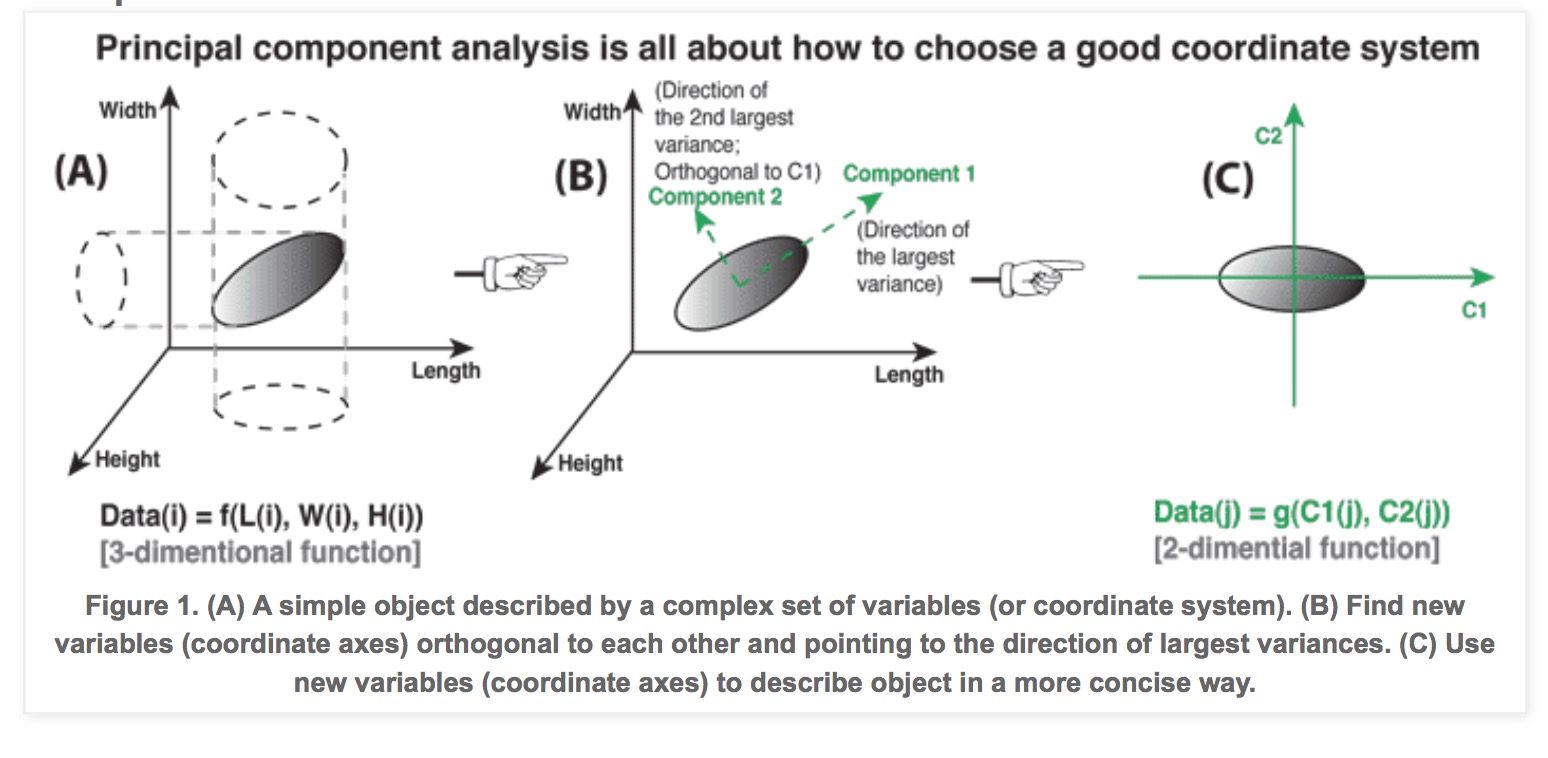 Principal component analysis is all about how to choose a good coordinate system
(A)
Width
Length
Height
Data(i) = f(L(i), W(i), H(i))
[3-dimentional function]
(B)
Width
(Direction of
the 2nd largest
variance;
Orthogonal to C1)
Component 2
Component 1
(Direction of
the largest
variance)
Length
Height
(C)
C2
C1
Data(j) = g(C1(j), C2(j))
[2-dimential function]
Figure 1. (A) A simple object described by a complex set of variables (or coordinate system). (B) Find new
variables (coordinate axes) orthogonal to each other and pointing to the direction of largest variances. (C) Use
new variables (coordinate axes) to describe object in a more concise way.